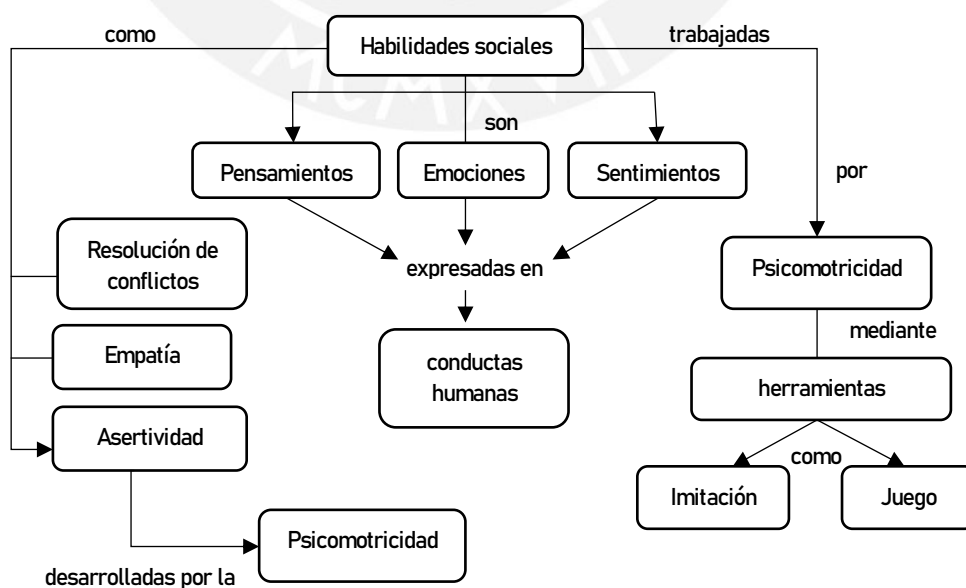 como
Habilidades sociales
trabajadas
MCMXVII
son
Pensamientos
Emociones
Sentimientos
por
Resolución de
conflictos
expresadas en
Psicomotricidad
mediante
Empatía
conductas
humanas
herramientas
Asertividad
como
Imitación
Juego
Psicomotricidad
desarrolladas por la